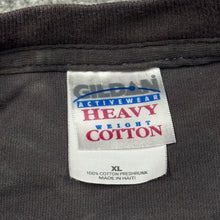 GILDAN
ACTIVEWEAR
HEAVY
WEIGHT
COTTON
XL
100% COTTON PRESHRUNK
MADE IN HAITI